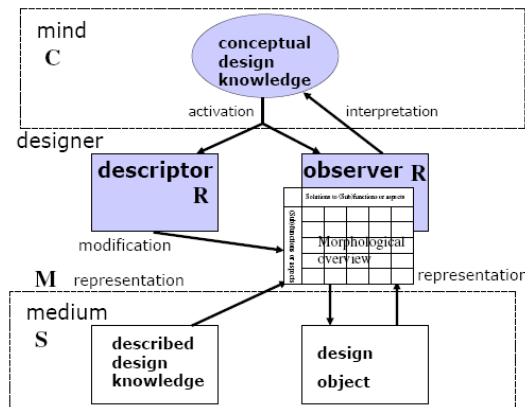 mind
C
conceptual
design
knowledge
activation
interpretation
designer
descriptor
R
observer R
Solutions to (Sub)functions or aspects
(Sub)functions or aspects
Morphological
overview
modification
M representation
representation
medium
S
described
design
knowledge
design
object